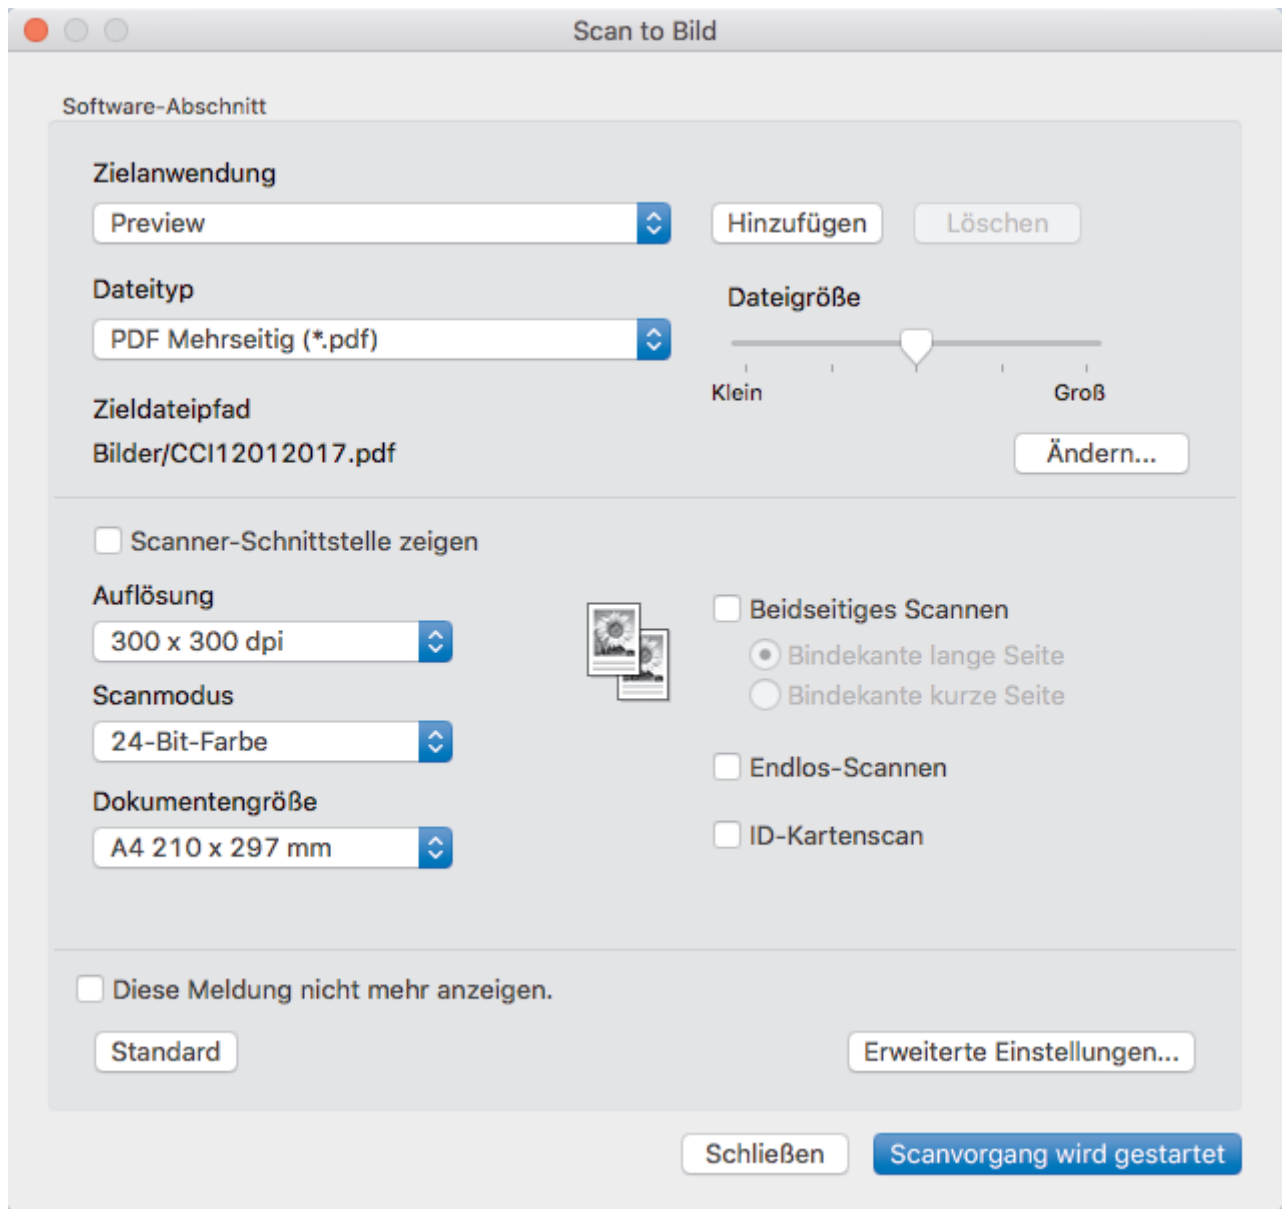 Scan to Bild
Software-Abschnitt
Zielanwendung
Preview
Hinzufügen
Löschen
Dateityp
PDF Mehrseitig (*.pdf)
Dateigröße
Klein
Groß
Zieldateipfad
Bilder/CCI12012017.pdf
Ändern...
Scanner-Schnittstelle zeigen
Auflösung
300 x 300 dpi
Scanmodus
24-Bit-Farbe
Dokumentengröße
A4 210 x 297 mm
Beidseitiges Scannen
Bindekante lange Seite
Bindekante kurze Seite
Endlos-Scannen
ID-Kartenscan
Diese Meldung nicht mehr anzeigen.
Standard
Erweiterte Einstellungen...
Schließen
Scanvorgang wird gestartet